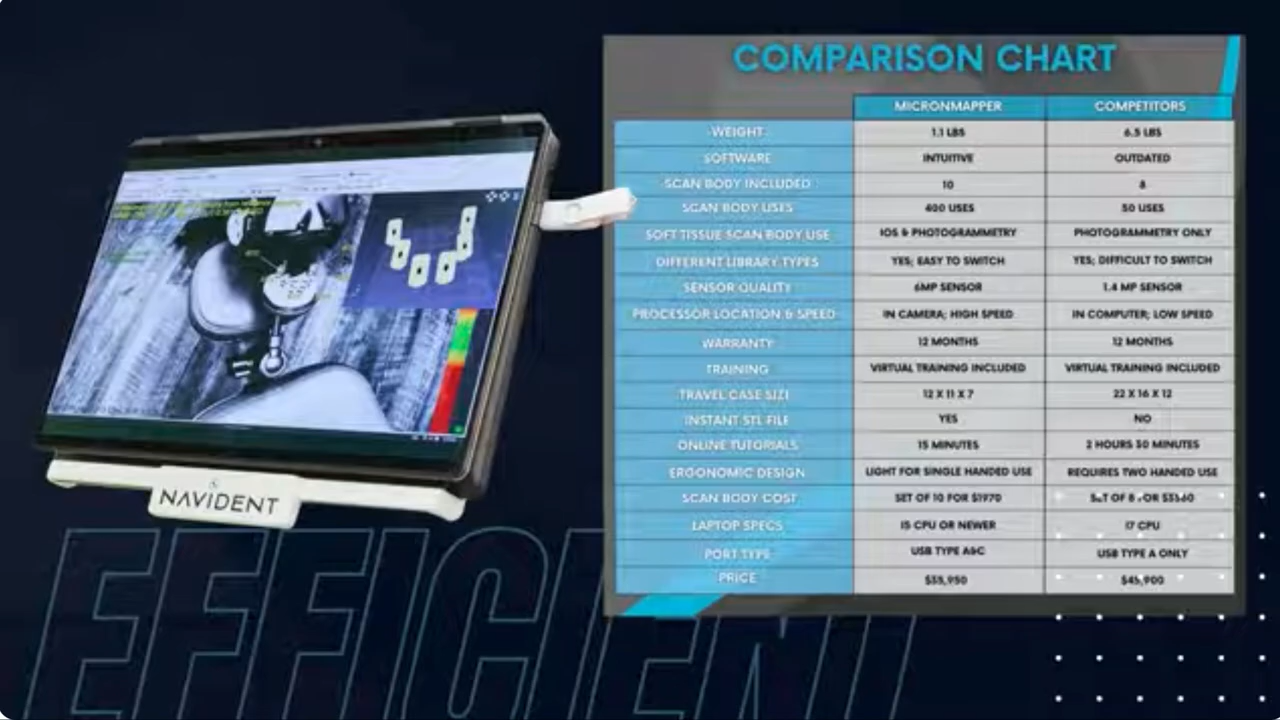 COMPARISON CHART
MICRONMAPPER COMPETITORS
WEIGHT 1.1 LBS 6.5 LBS
SOFTWARE INTUITIVE OUTDATED
SCAN BODY INCLUDED 10 8
SCAN BODY USES 400 USES 50 USES
SOFT TISSUE SCAN BODY USE IOS & PHOTOGRAMMETRY PHOTOGRAMMETRY ONLY
DIFFERENT LIBRARY TYPES YES; EASY TO SWITCH YES; DIFFICULT TO SWITCH
SENSOR QUALITY 6MP SENSOR 1.4 MP SENSOR
PROCESSOR LOCATION & SPEED IN CAMERA; HIGH SPEED IN COMPUTER; LOW SPEED
WARRANTY 12 MONTHS 12 MONTHS
TRAINING VIRTUAL TRAINING INCLUDED VIRTUAL TRAINING INCLUDED
TRAVEL CASE SIZE 12 X 11 X 7 22 X 16 X 12
INSTANT STL FILE YES NO
ONLINE TUTORIALS 15 MINUTES 2 HOURS 30 MINUTES
ERGONOMIC DESIGN LIGHT FOR SINGLE HANDED USE REQUIRES TWO HANDED USE
SCAN BODY COST SET OF 10 FOR $1970 SET OF 8 FOR
LAPTOP SPECS I5 CPU OR NEWER I7 CPU
PORT TYPE USB TYPE A&C USB TYPE A ONLY
PRICE $35,950 $45,900
NAVIDENT
EFFICIENT